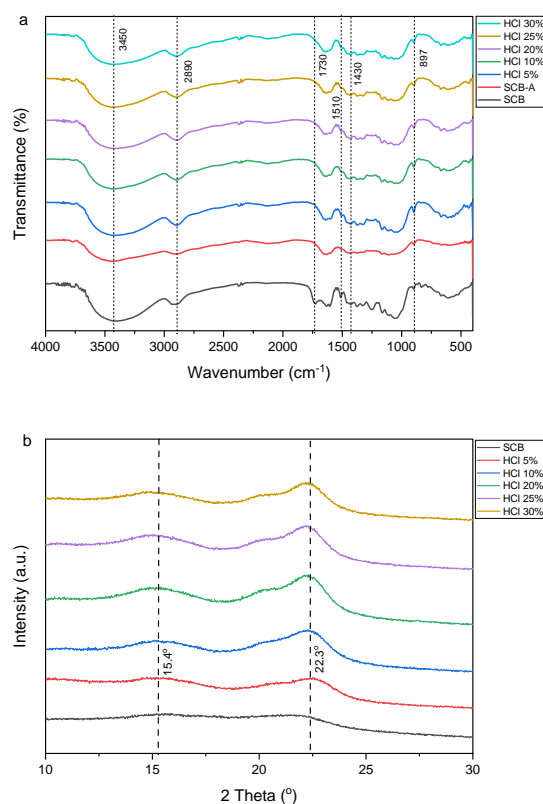 a
HCl 30%
HCl 25%
HCl 20%
HCl 10%
HCl 5%
SCB-A
SCB
3450
2890
1730
1510
1430
897
Transmittance (%)
4000 3500 3000 2500 2000 1500 1000 500
Wavenumber (cm⁻¹)
b
SCB
HCl 5%
HCl 10%
HCl 20%
HCl 25%
HCl 30%
15.4°
22.3°
Intensity (a.u.)
10 15 20 25 30
2 Theta (°)